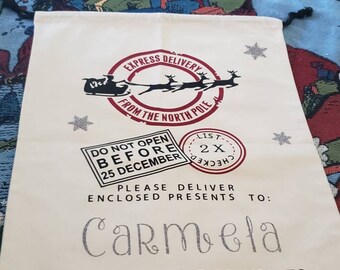 EXPRESS DELIVERY
FROM THE NORTH POLE
DO NOT OPEN
BEFORE
25 DECEMBER
LIST
2X
CHECKED
PLEASE DELIVER
ENCLOSED PRESENTS TO:
Carmela